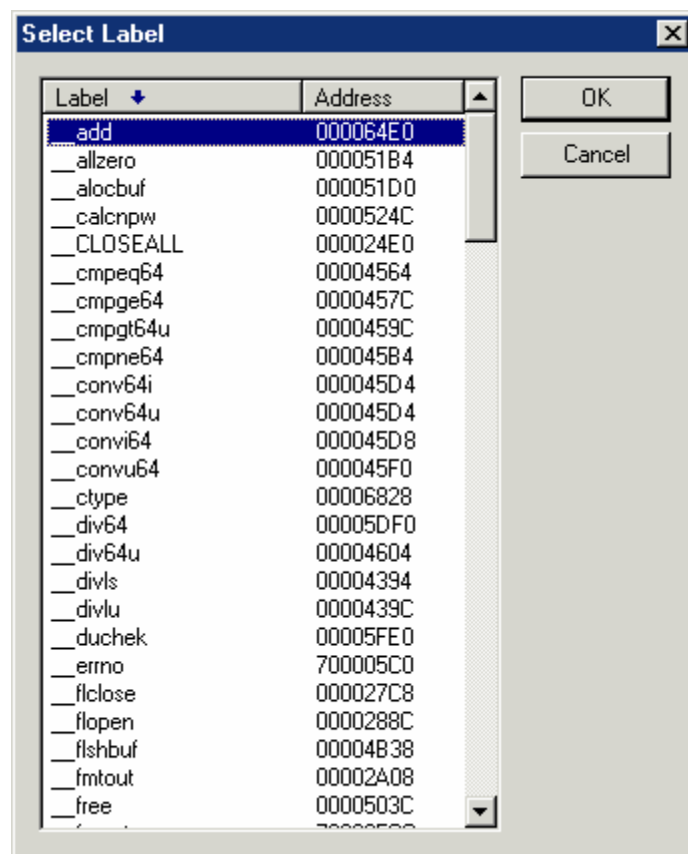 Select Label
Label Address
__add 000064E0
__allzero 000051B4
__alocbuf 000051D0
__calcnpw 0000524C
__CLOSEALL 000024E0
__cmpeq64 00004564
__cmpge64 0000457C
__cmpgt64u 0000459C
__cmpne64 000045B4
__conv64i 000045D4
__conv64u 000045D4
__convi64 000045D8
__convu64 000045F0
__ctype 00006828
__div64 00005DF0
__div64u 00004604
__divls 00004394
__divlu 0000439C
__duchek 00005FE0
__errno 700005C0
__flclose 000027C8
__flopen 0000288C
__flshbuf 00004B38
__fmtout 00002A08
__free 0000503C
OK
Cancel